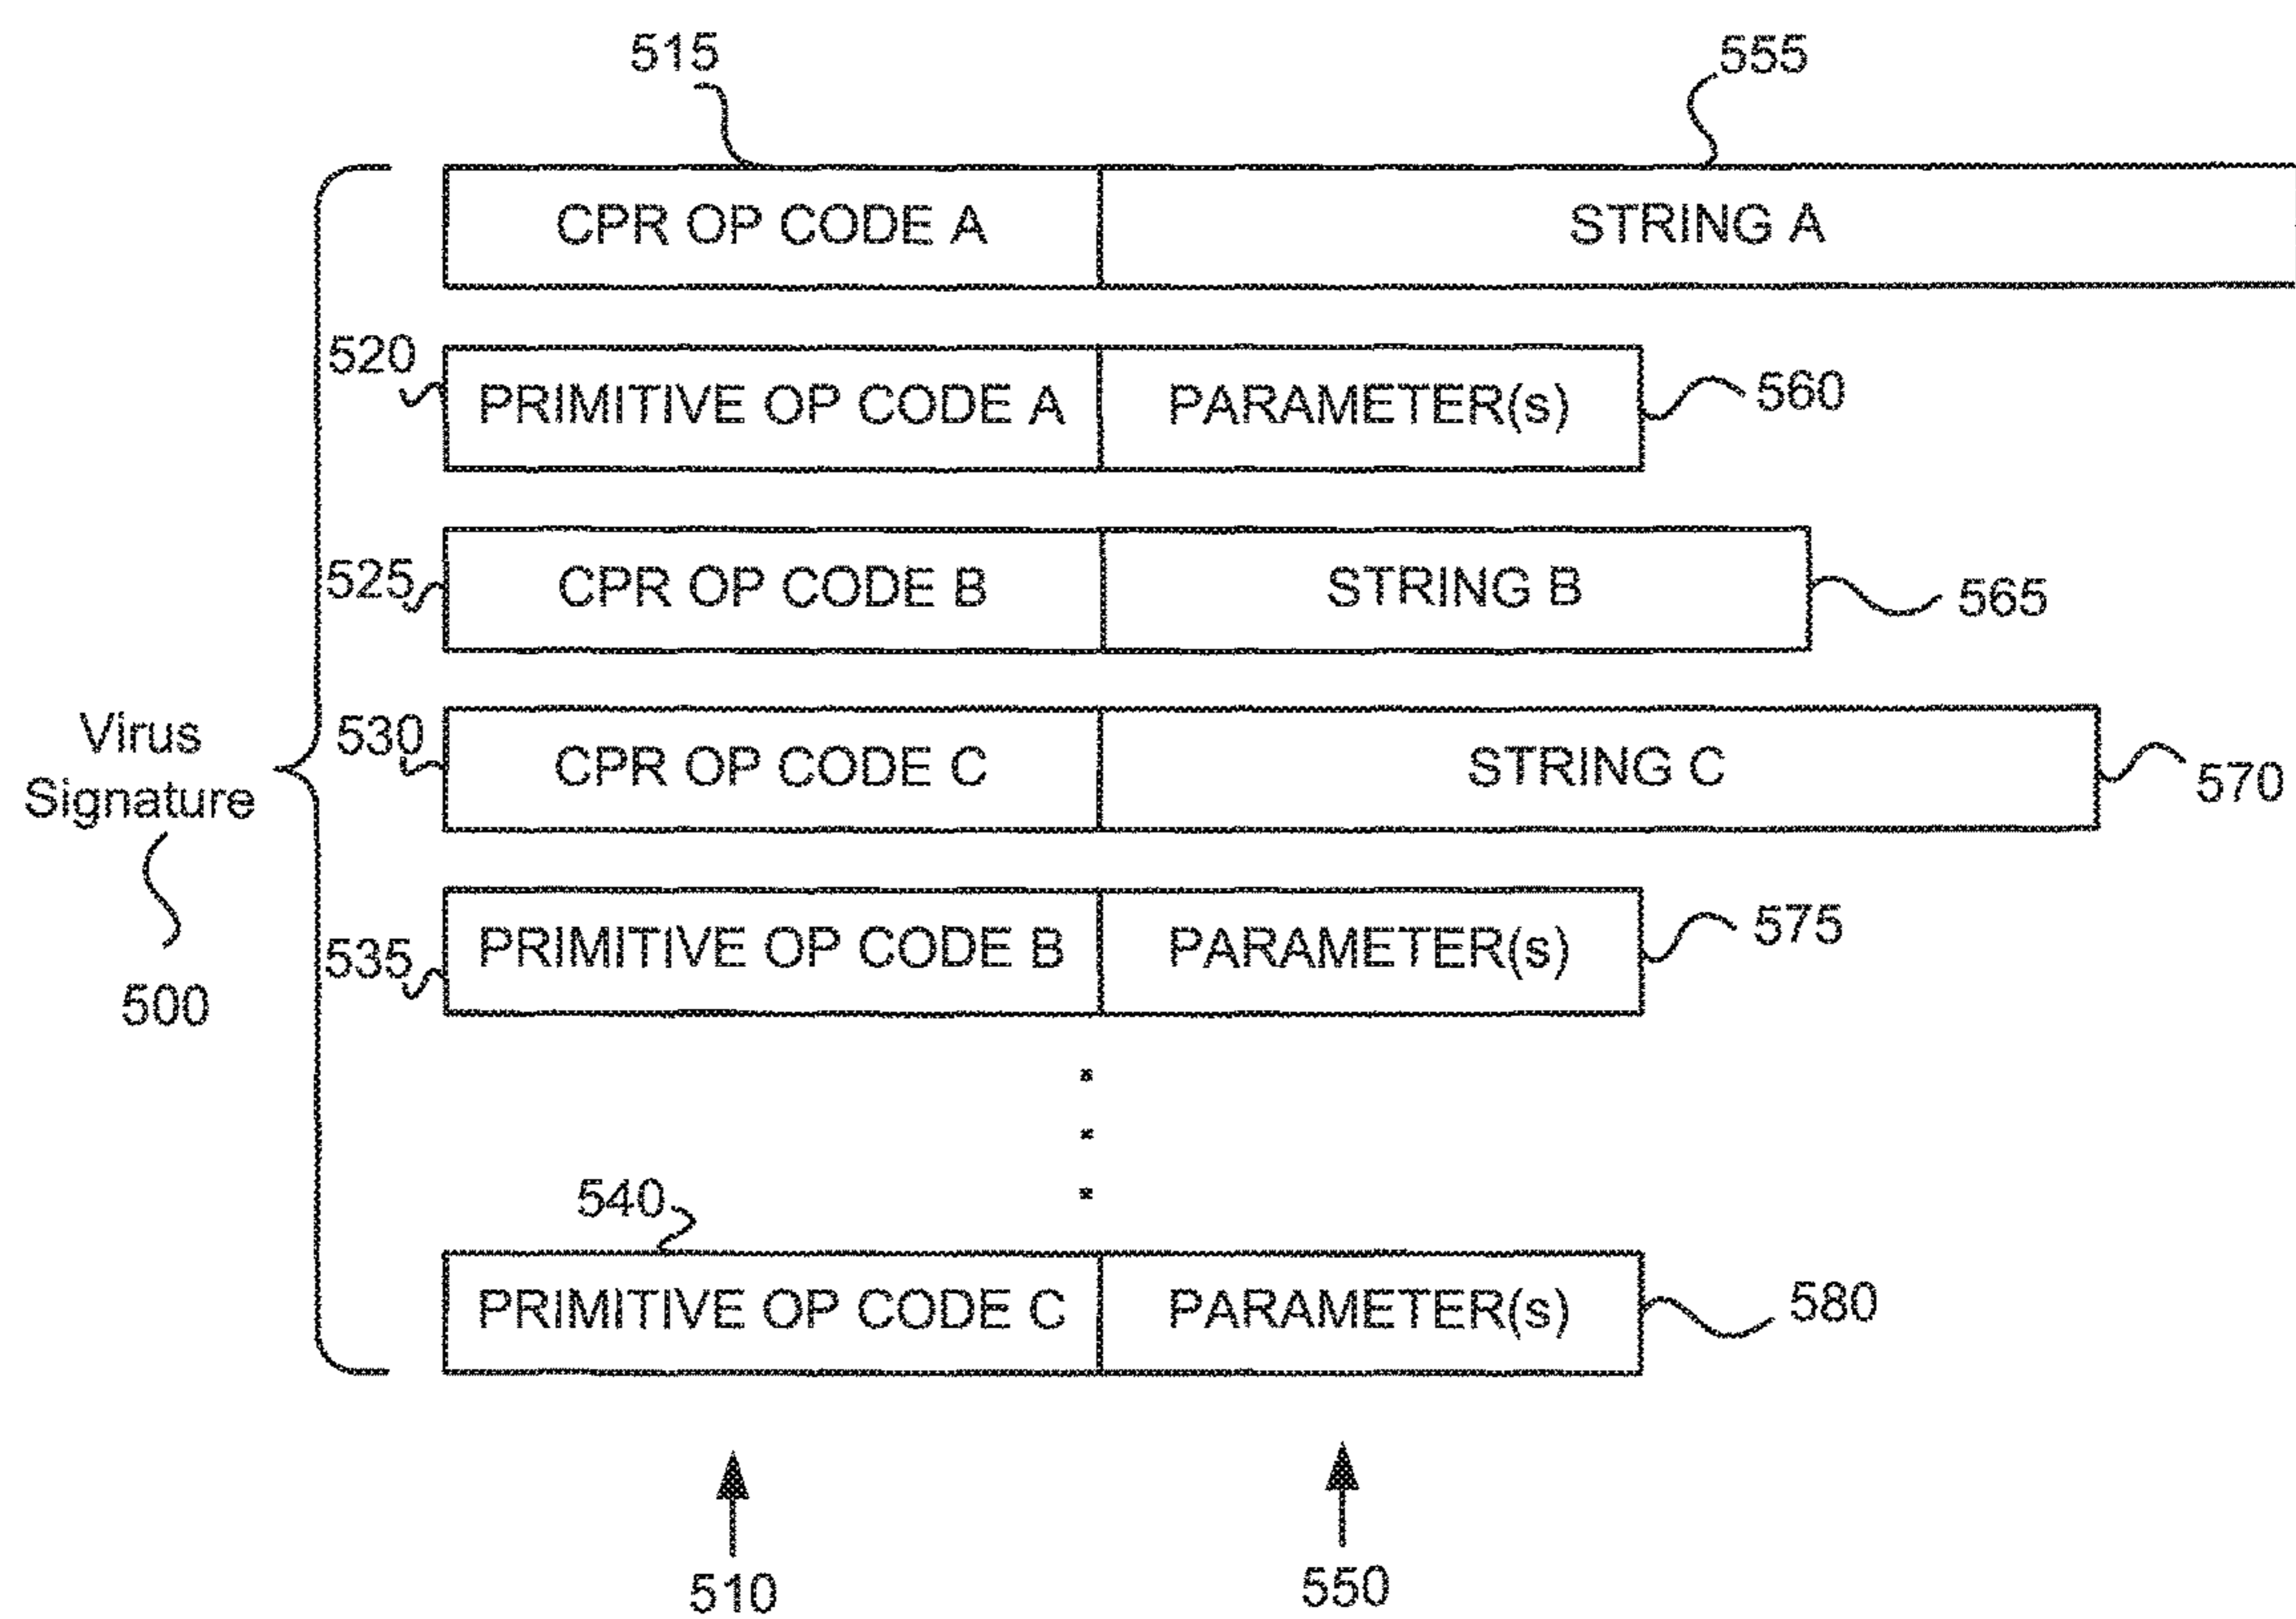 515
555
CPR OP CODE A
STRING A
520
PRIMITIVE OP CODE A
PARAMETER(s)
560
525
CPR OP CODE B
STRING B
565
Virus
Signature
500
530
CPR OP CODE C
STRING C
570
535
PRIMITIVE OP CODE B
PARAMETER(s)
575
540
PRIMITIVE OP CODE C
PARAMETER(s)
580
510
550